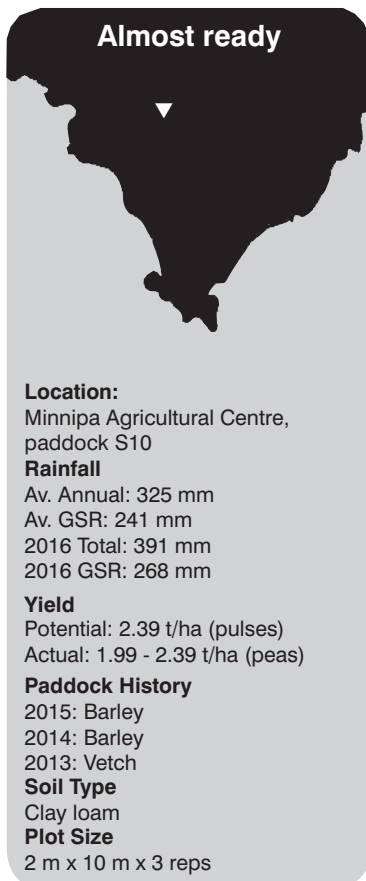 Almost ready
Location:
Minnipa Agricultural Centre,
paddock S10
Rainfall
Av. Annual: 325 mm
Av. GSR: 241 mm
2016 Total: 391 mm
2016 GSR: 268 mm
Yield
Potential: 2.39 t/ha (pulses)
Actual: 1.99 - 2.39 t/ha (peas)
Paddock History
2015: Barley
2014: Barley
2013: Vetch
Soil Type
Clay loam
Plot Size
2 m x 10 m x 3 reps